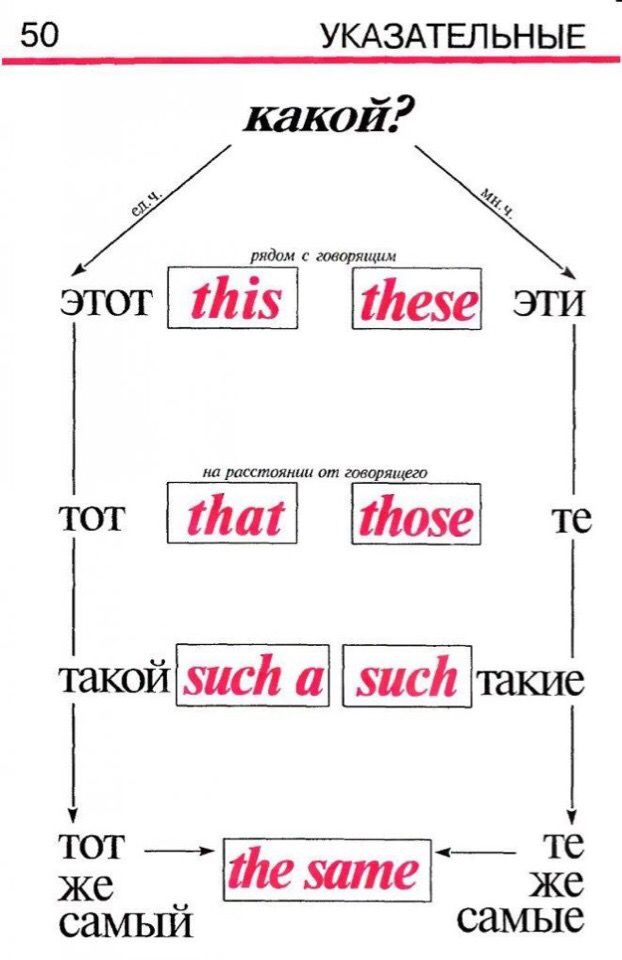 50 УКАЗАТЕЛЬНЫЕ
какой?
ед.ч. мн.ч.
рядом с говорящим
этот this these эти
на расстоянии от говорящего
тот that those те
такой such a such такие
тот the same те
же же
самый самые